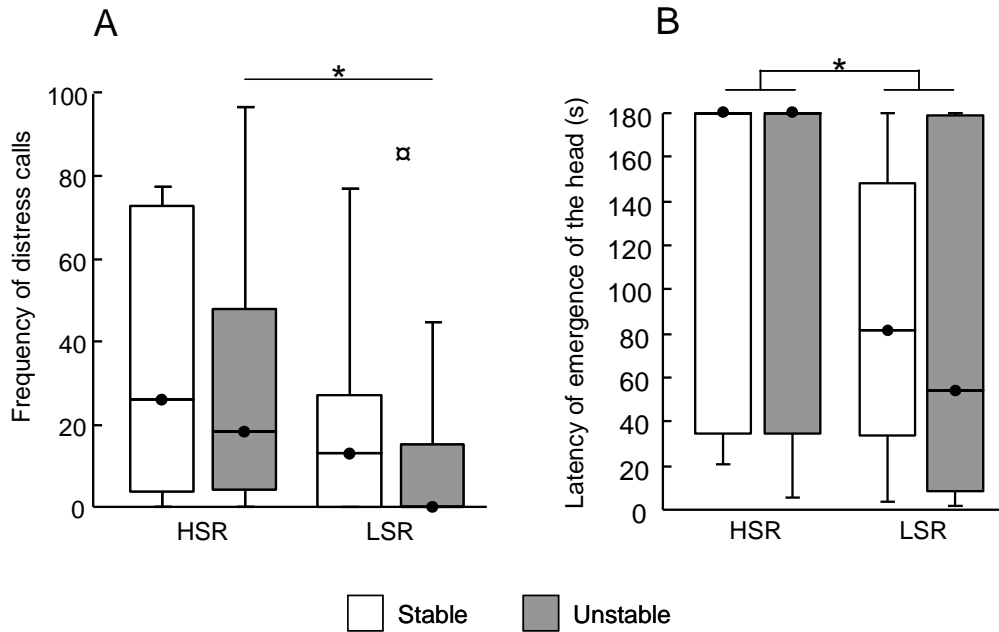 A
B
*
*
Frequency of distress calls
100
80
60
40
20
0
¤
HSR
LSR
Latency of emergence of the head (s)
180
160
140
120
100
80
60
40
20
0
HSR
LSR
Stable
Unstable